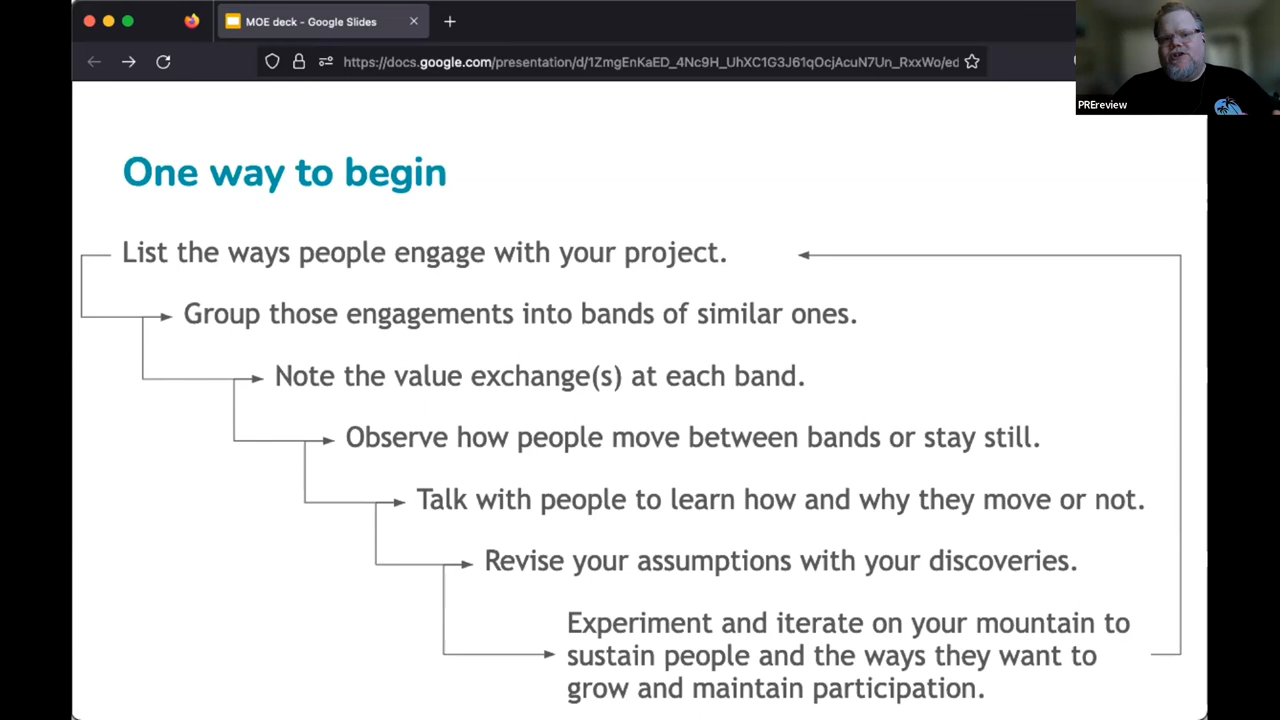 MOE deck - Google Slides
https://docs.google.com/presentation/d/1ZmgEnKaED_4Nc9H_UhXC1G3J61qOcjAcuN7Un_RxxWo/ed
PREreview
One way to begin
List the ways people engage with your project.
Group those engagements into bands of similar ones.
Note the value exchange(s) at each band.
Observe how people move between bands or stay still.
Talk with people to learn how and why they move or not.
Revise your assumptions with your discoveries.
Experiment and iterate on your mountain to
sustain people and the ways they want to
grow and maintain participation.